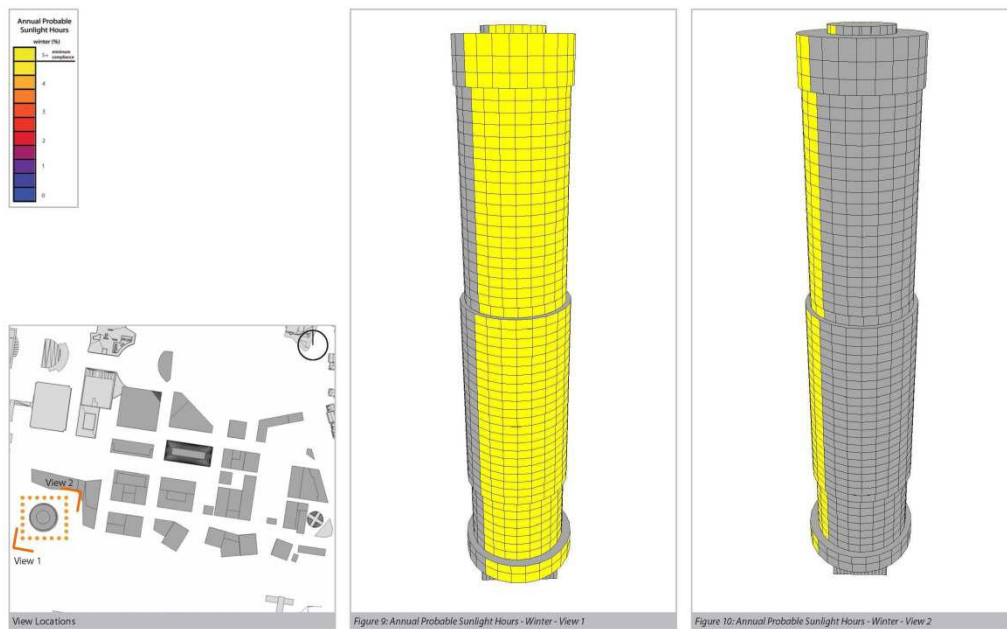 Annual Probable
Sunlight Hours
winter (%)
5+ minimum
compliance
4
3
2
1
0
View 2
View 1
View Locations
Figure 9: Annual Probable Sunlight Hours - Winter - View 1
Figure 10: Annual Probable Sunlight Hours - Winter - View 2